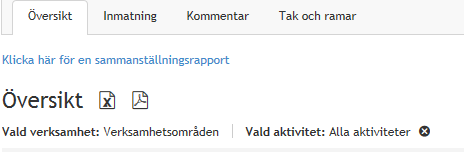 Översikt Inmatning Kommentar Tak och ramar
Klicka här för en sammanställningsrapport
Översikt
Vald verksamhet: Verksamhetsområden Vald aktivitet: Alla aktiviteter